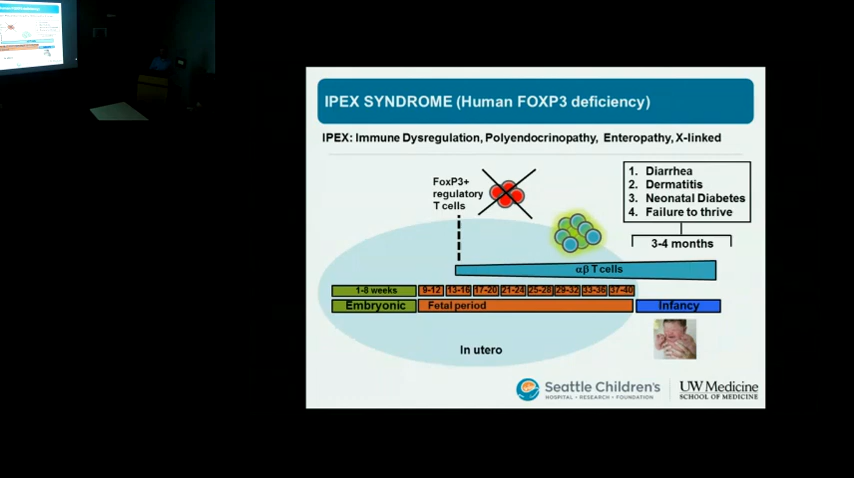 IPEX SYNDROME (Human FOXP3 deficiency)
IPEX: Immune Dysregulation, Polyendocrinopathy, Enteropathy, X-linked
FoxP3+
regulatory
T cells
1. Diarrhea
2. Dermatitis
3. Neonatal Diabetes
4. Failure to thrive
3-4 months
αβ T cells
1-8 weeks 9-12 13-16 17-20 21-24 25-28 29-32 33-36 37-40
Embryonic Fetal period Infancy
In utero
Seattle Children's
HOSPITAL • RESEARCH • FOUNDATION
UW Medicine
SCHOOL OF MEDICINE